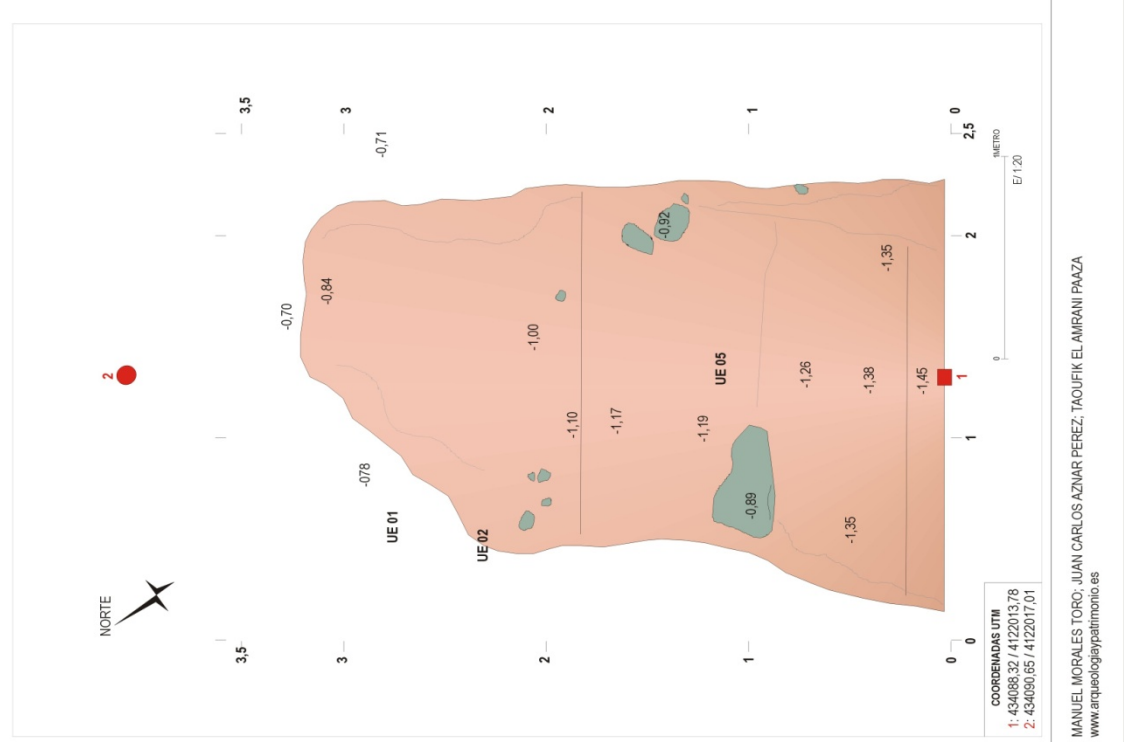 NORTE
2
3,5
3
2
1
0
-0,71
-0,70
-0,84
-078
UE 01
UE 02
-1,00
-1,10
-1,17
-0,92
UE 05
-1,19
-0,89
-1,26
-1,38
-1,45
-1,35
-1,35
1
3,5
3
2
1
0
0
1
2
2,5
0
1METRO
E/1 20
COORDENADAS UTM
1: 434088,32 / 4122013,78
2: 434090,65 / 4122017,01
MANUEL MORALES TORO; JUAN CARLOS AZNAR PEREZ; TAOUFIK EL AMRANI PAAZA
www.arqueologiaypatrimonio.es